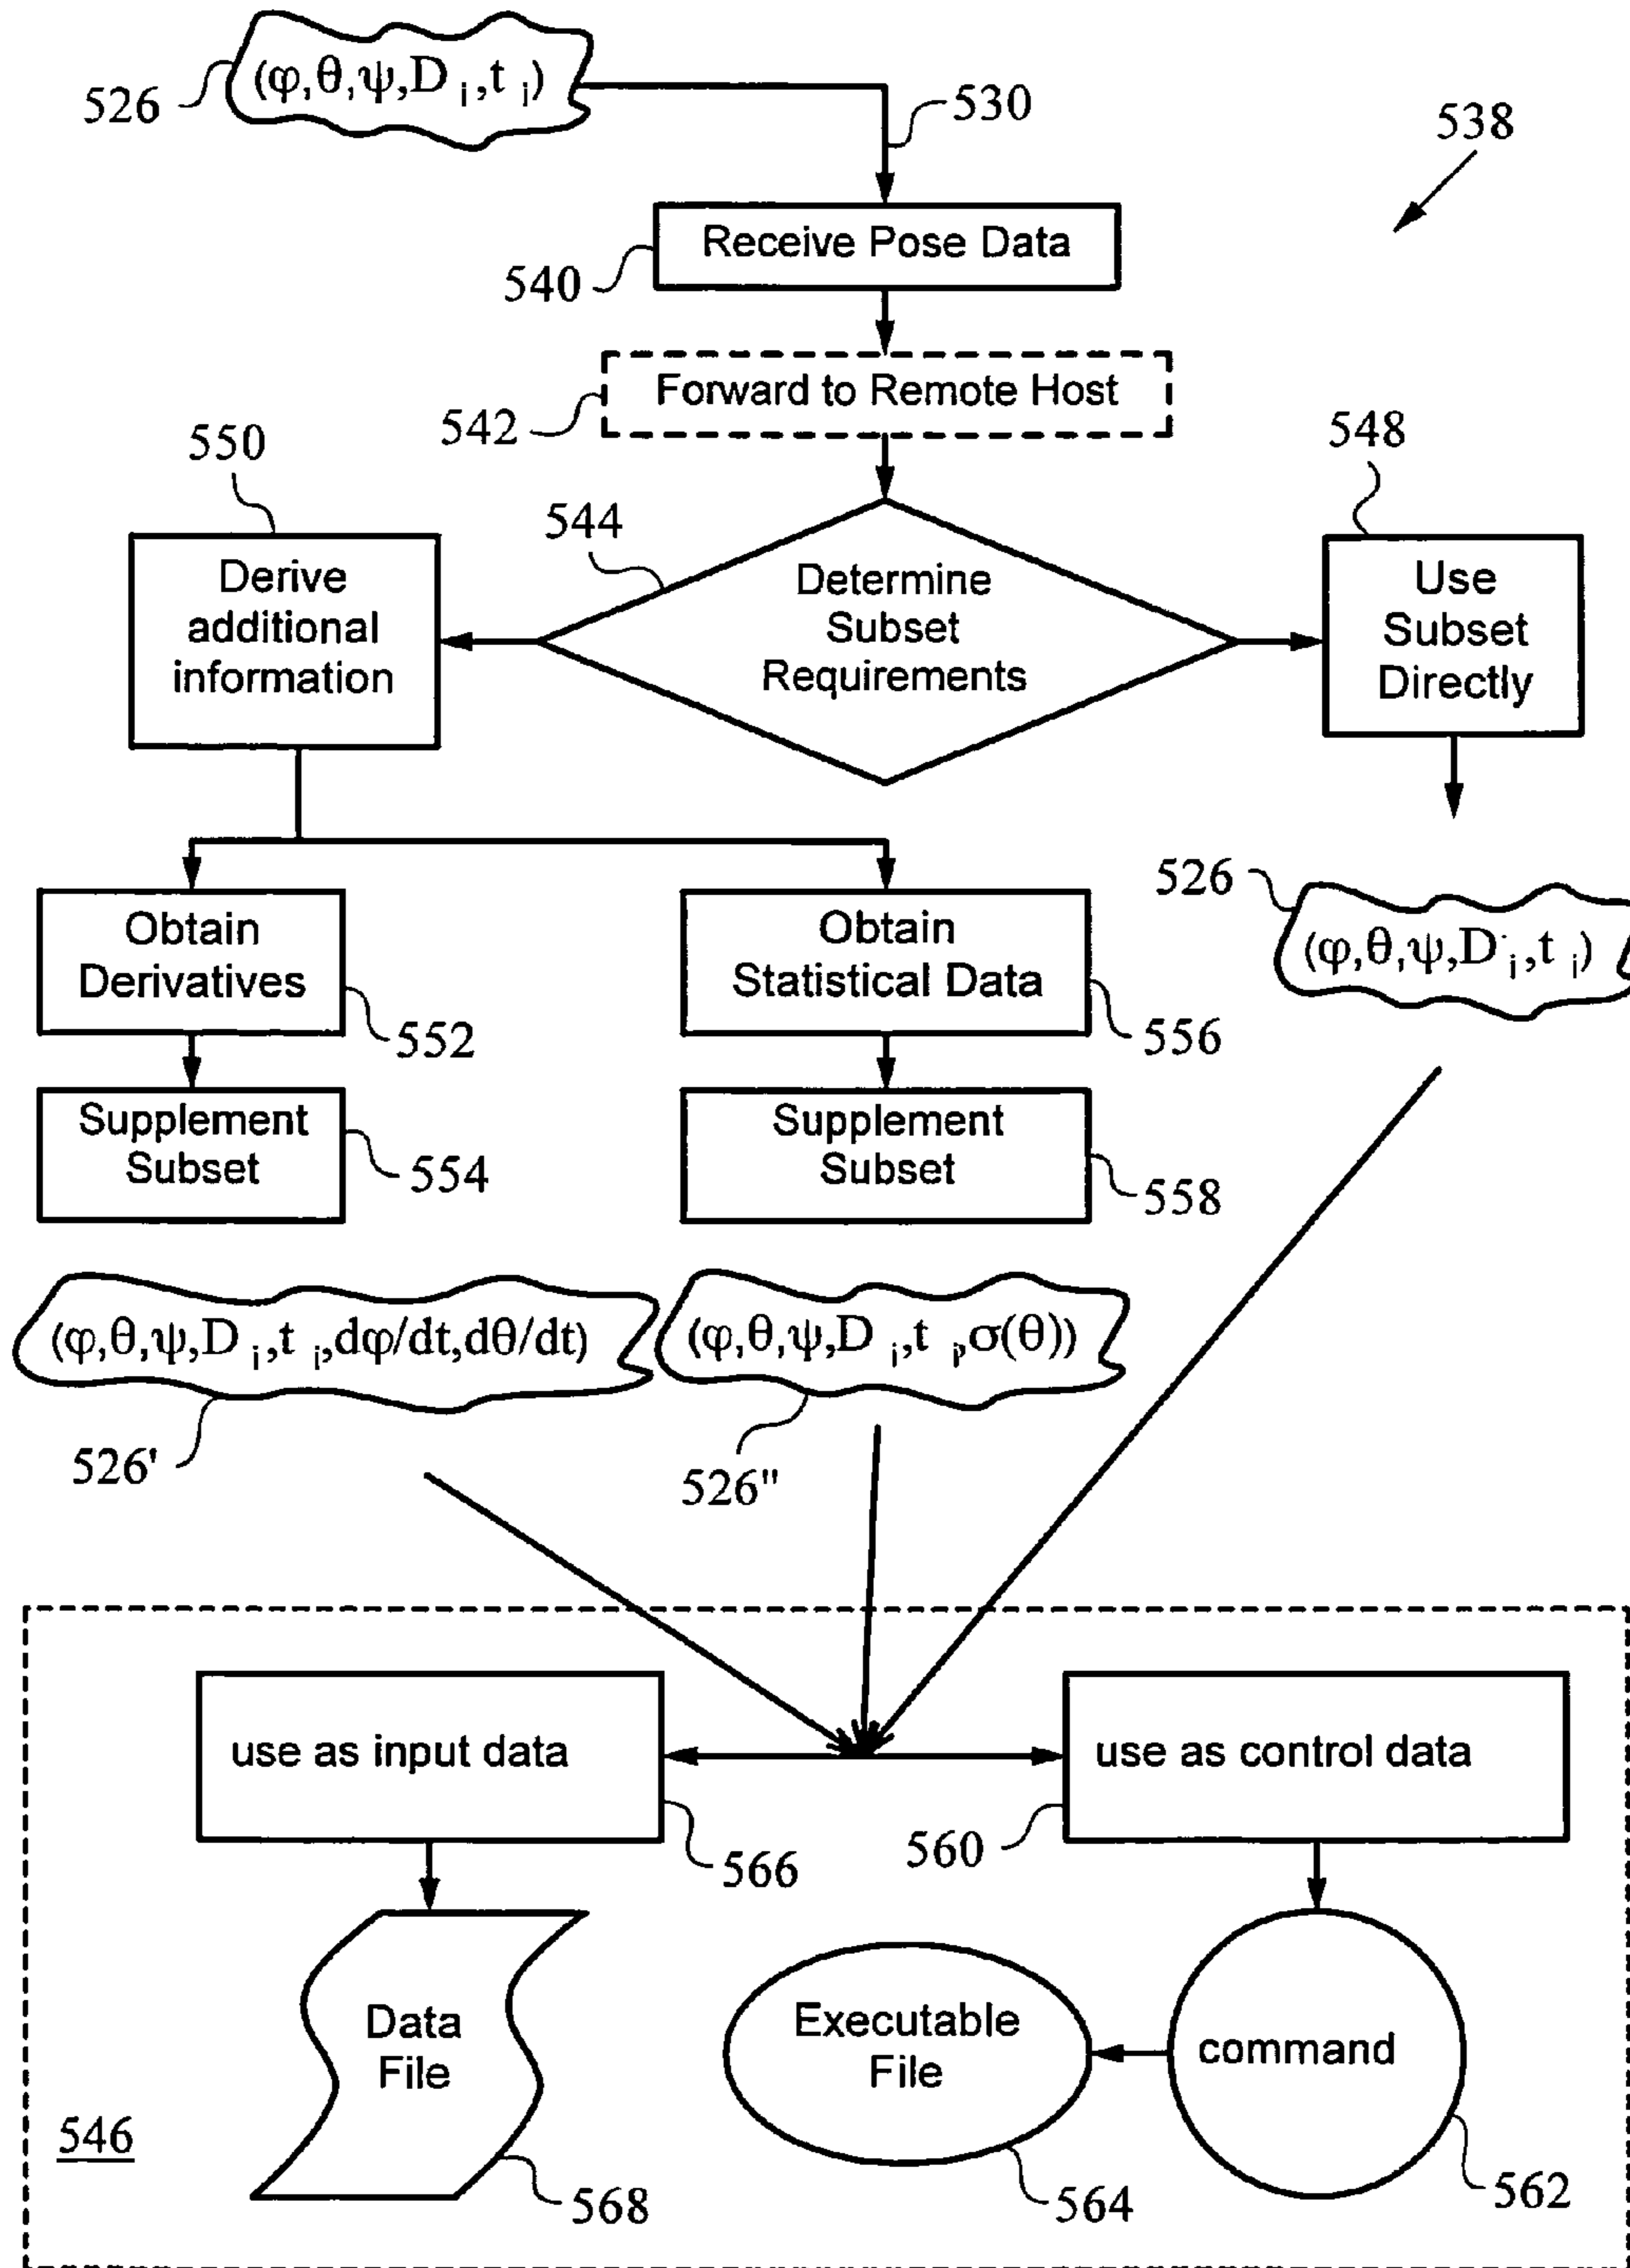 (φ,θ,ψ,D i,t i)
526
530
538
Receive Pose Data
540
Forward to Remote Host
542
550
548
544
Derive
additional
information
Determine
Subset
Requirements
Use
Subset
Directly
526
(φ,θ,ψ,D i,t i)
Obtain
Derivatives
552
Obtain
Statistical Data
556
Supplement
Subset
554
Supplement
Subset
558
(φ,θ,ψ,D i,t i,dφ/dt,dθ/dt)
526'
(φ,θ,ψ,D i,t i,σ(θ))
526"
use as input data
566
use as control data
560
Data
File
568
Executable
File
564
command
562
546